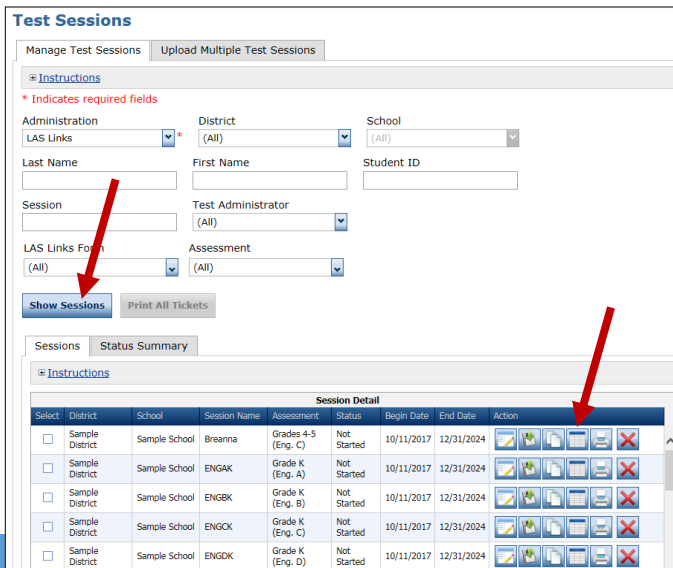 Test Sessions
Manage Test Sessions Upload Multiple Test Sessions
Instructions
* Indicates required fields
Administration District School
LAS Links * (All) (All)
Last Name First Name Student ID
Session Test Administrator
(All)
LAS Links Form Assessment
(All) (All)
Show Sessions Print All Tickets
Sessions Status Summary
Instructions
Session Detail
Select District School Session Name Assessment Status Begin Date End Date Action
Sample District Sample School Breanna Grades 4-5 (Eng. C) Not Started 10/11/2017 12/31/2024
Sample District Sample School ENGAK Grade K (Eng. A) Not Started 10/11/2017 12/31/2024
Sample District Sample School ENGBK Grade K (Eng. B) Not Started 10/11/2017 12/31/2024
Sample District Sample School ENGCK Grade K (Eng. C) Not Started 10/11/2017 12/31/2024
Sample District Sample School ENGDK Grade K (Eng. D) Not Started 10/11/2017 12/31/2024